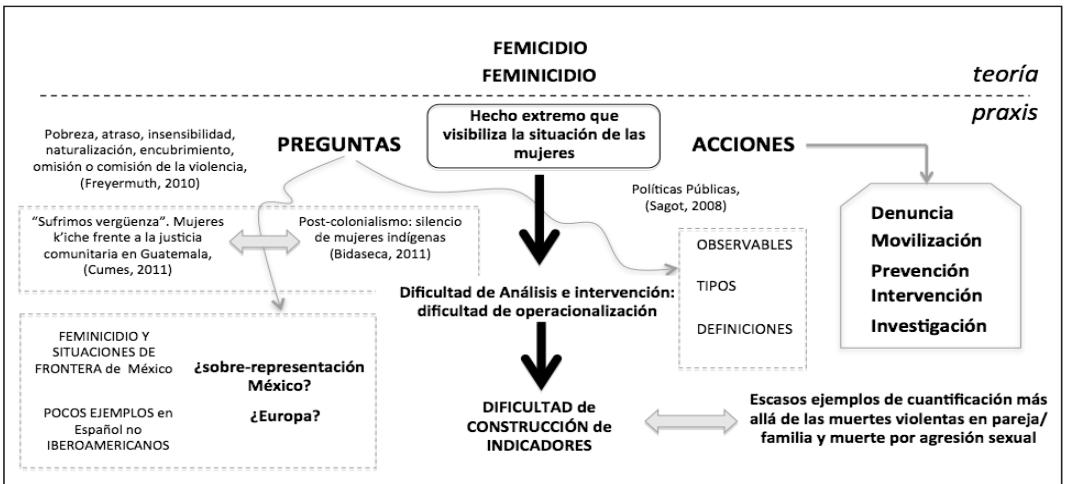 FEMICIDIO
FEMINICIDIO
teoría
praxis
Hecho extremo que
visibiliza la situación de las
mujeres
Pobreza, atraso, insensibilidad,
naturalización, encubrimiento,
omisión o comisión de la violencia,
(Freyermuth, 2010)
PREGUNTAS
ACCIONES
"Sufrimos vergüenza". Mujeres
k'iche frente a la justicia
comunitaria en Guatemala,
(Cumes, 2011)
Post-colonialismo: silencio
de mujeres indígenas
(Bidaseca, 2011)
Políticas Públicas,
(Sagot, 2008)
OBSERVABLES
TIPOS
DEFINICIONES
Denuncia
Movilización
Prevención
Intervención
Investigación
Dificultad de Análisis e intervención:
dificultad de operacionalización
FEMINICIDIO Y
SITUACIONES DE
FRONTERA de México
¿sobre-representación
México?
POCOS EJEMPLOS en
Español no
IBEROAMERICANOS
¿Europa?
DIFICULTAD de
CONSTRUCCIÓN de
INDICADORES
Escasos ejemplos de cuantificación más
allá de las muertes violentas en pareja/
familia y muerte por agresión sexual